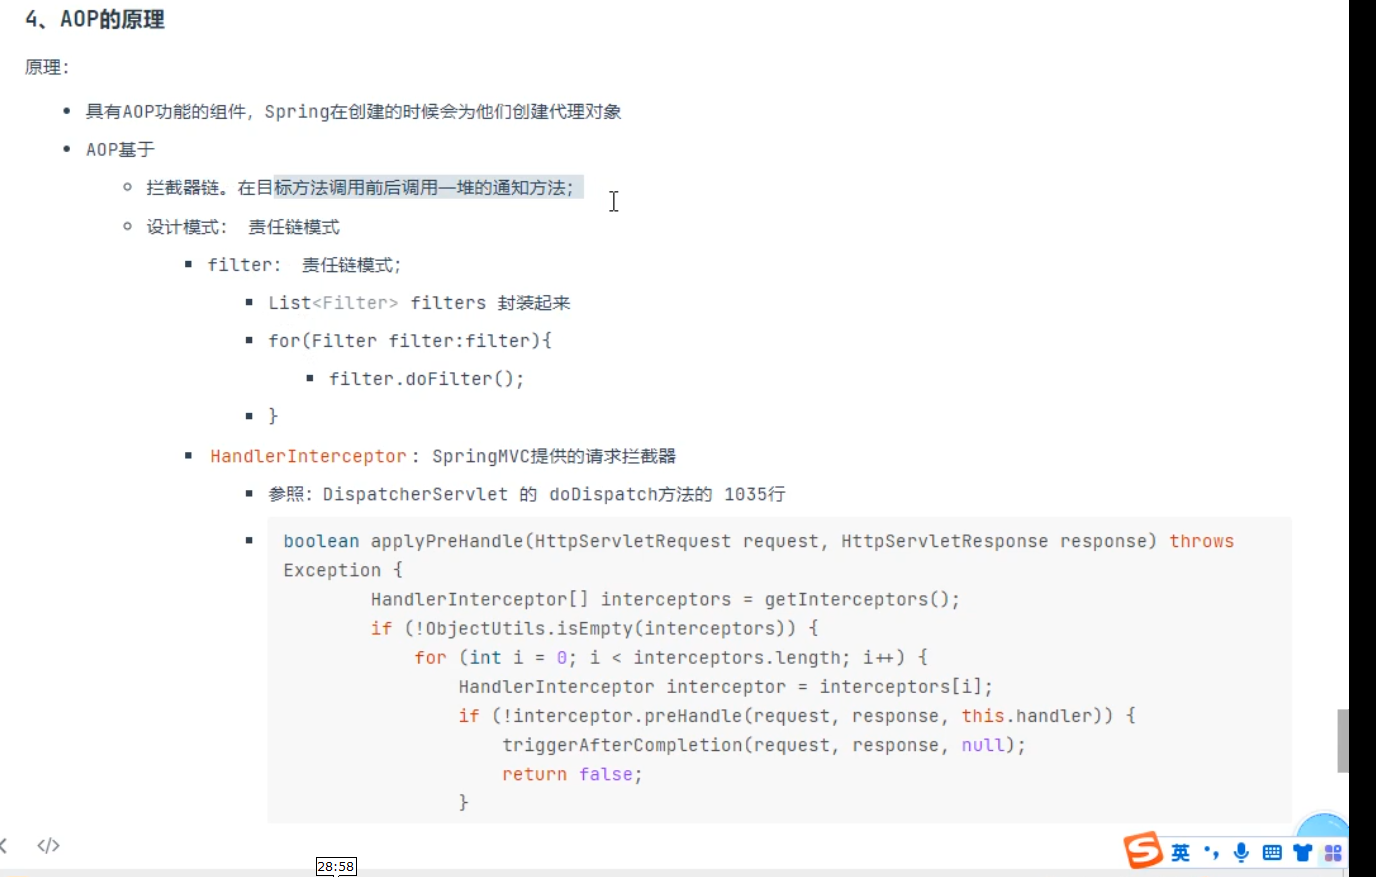 4、AOP的原理
原理：
具有AOP功能的组件，Spring在创建的时候会为他们创建代理对象
AOP基于
拦截器链。在目标方法调用前后调用一堆的通知方法；
设计模式： 责任链模式
filter： 责任链模式；
List<Filter> filters 封装起来
for(Filter filter:filter){
filter.doFilter();
}
HandlerInterceptor：SpringMVC提供的请求拦截器
参照：DispatcherServlet 的 doDispatch方法的 1035行
boolean applyPreHandle(HttpServletRequest request, HttpServletResponse response) throws
Exception {
HandlerInterceptor[] interceptors = getInterceptors();
if (!ObjectUtils.isEmpty(interceptors)) {
for (int i = 0; i < interceptors.length; i++) {
HandlerInterceptor interceptor = interceptors[i];
if (!interceptor.preHandle(request, response, this.handler)) {
triggerAfterCompletion(request, response, null);
return false;
}
</> 
S 英
28:58